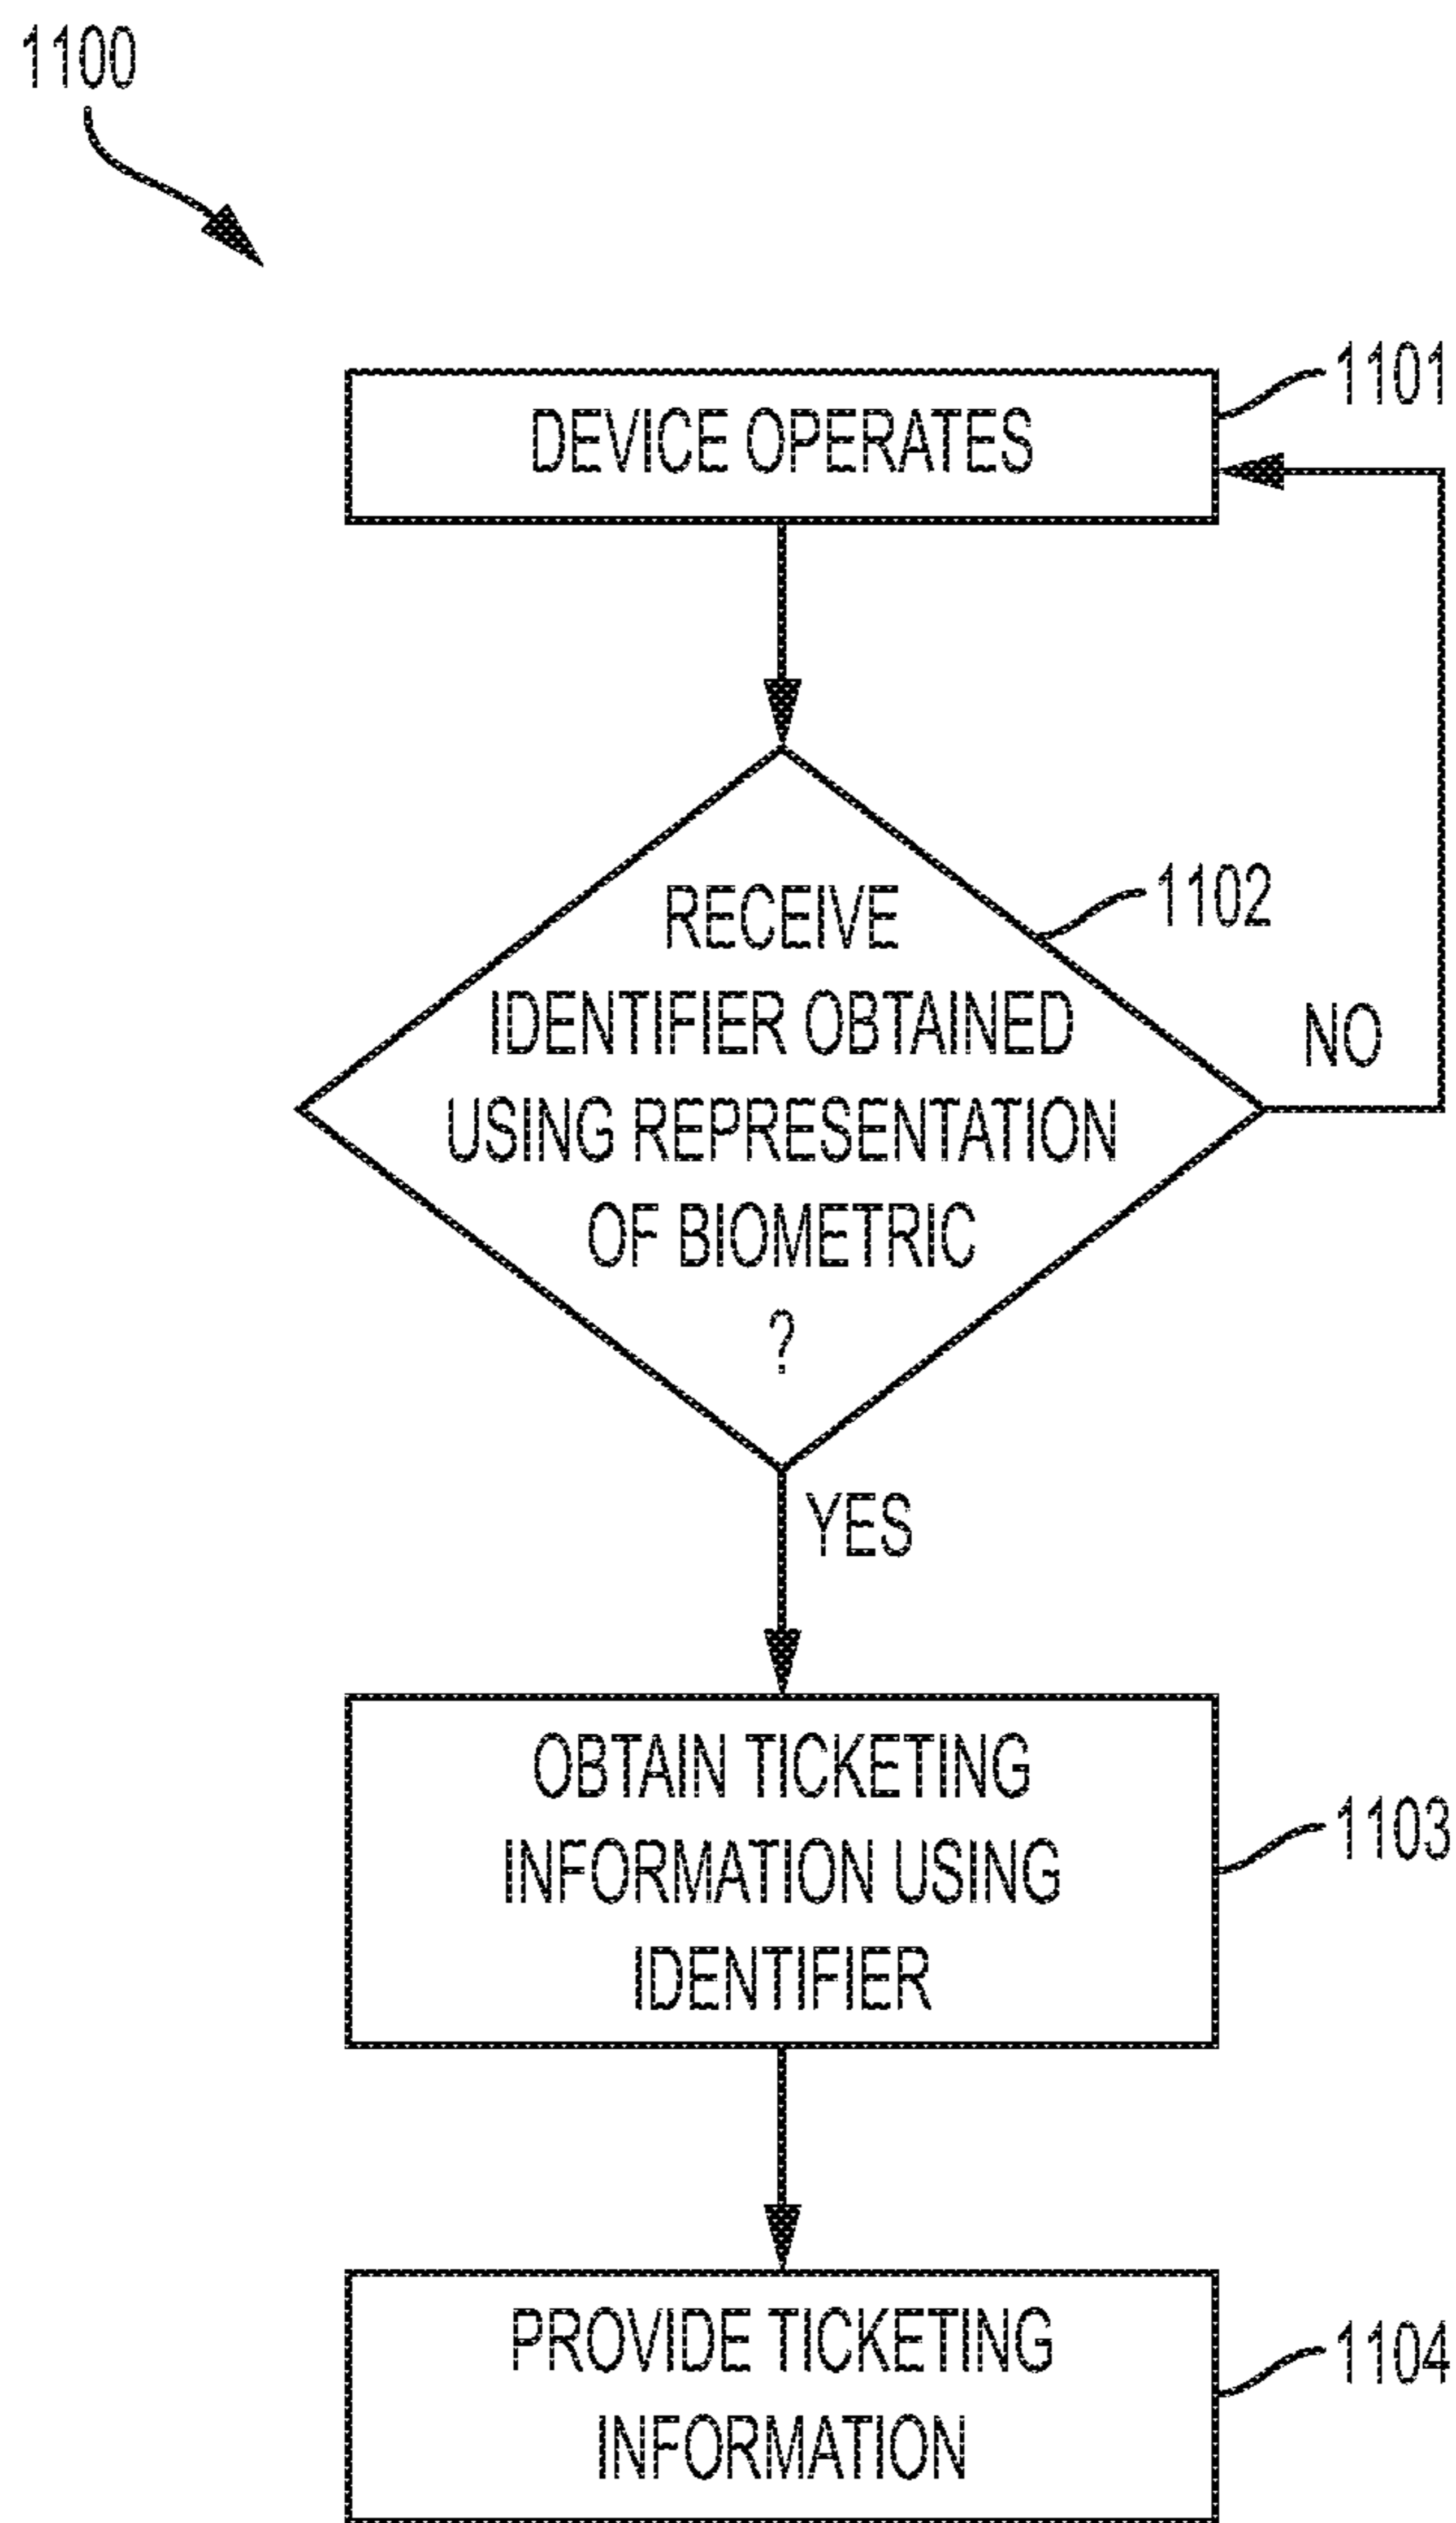 1100
1101
DEVICE OPERATES
1102
RECEIVE
IDENTIFIER OBTAINED
USING REPRESENTATION
OF BIOMETRIC
?
NO
YES
OBTAIN TICKETING
INFORMATION USING
IDENTIFIER
1103
PROVIDE TICKETING
INFORMATION
1104